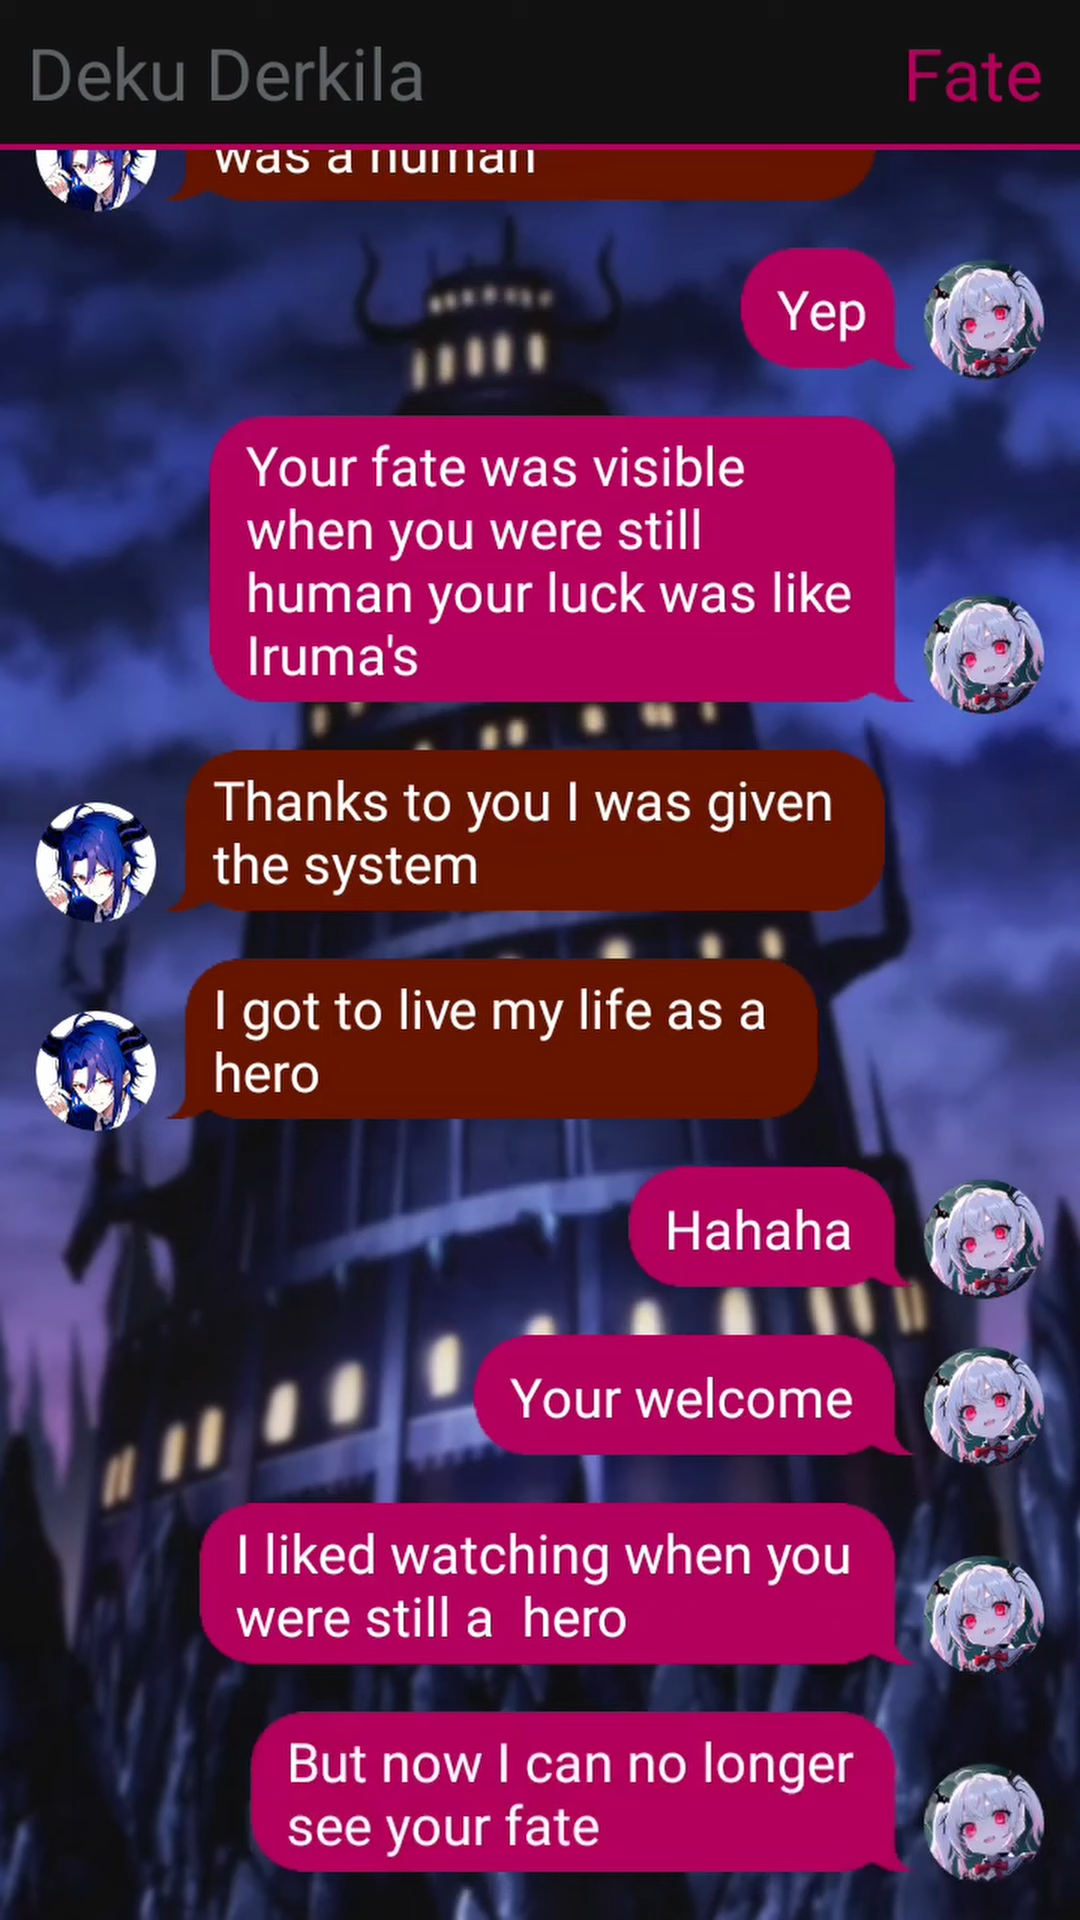 Deku Derkila
Fate
was a human
Yep
Your fate was visible
when you were still
human your luck was like
Iruma's
Thanks to you I was given
the system
I got to live my life as a
hero
Hahaha
Your welcome
I liked watching when you
were still a  hero
But now I can no longer
see your fate